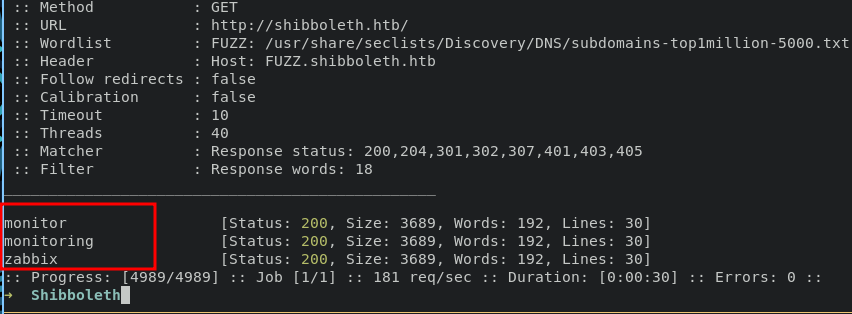 :: Method : GET
:: URL : http://shibboleth.htb/
:: Wordlist : FUZZ: /usr/share/seclists/Discovery/DNS/subdomains-top1million-5000.txt
:: Header : Host: FUZZ.shibboleth.htb
:: Follow redirects : false
:: Calibration : false
:: Timeout : 10
:: Threads : 40
:: Matcher : Response status: 200,204,301,302,307,401,403,405
:: Filter : Response words: 18
________________________________________________
monitor [Status: 200, Size: 3689, Words: 192, Lines: 30]
monitoring [Status: 200, Size: 3689, Words: 192, Lines: 30]
zabbix [Status: 200, Size: 3689, Words: 192, Lines: 30]
:: Progress: [4989/4989] :: Job [1/1] :: 181 req/sec :: Duration: [0:00:30] :: Errors: 0 ::
→ Shibboleth